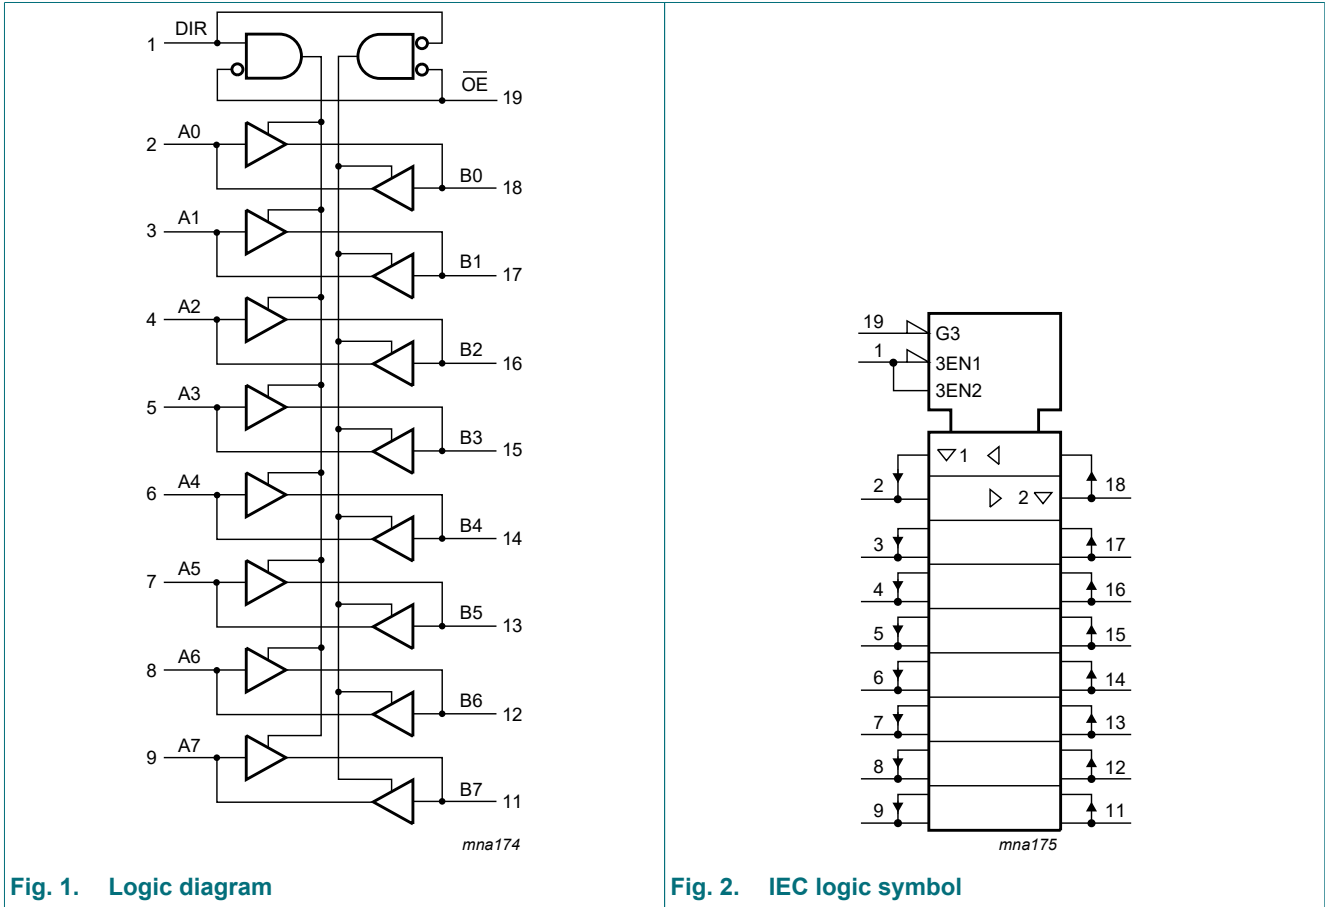 DIR
1
OE
19
A0
2
B0
18
A1
3
B1
17
A2
4
B2
16
A3
5
B3
15
A4
6
B4
14
A5
7
B5
13
A6
8
B6
12
A7
9
B7
11
mna174
Fig. 1. Logic diagram
19
G3
1
3EN1
3EN2
1
2
18
2
3
17
4
16
5
15
6
14
7
13
8
12
9
11
mna175
Fig. 2. IEC logic symbol